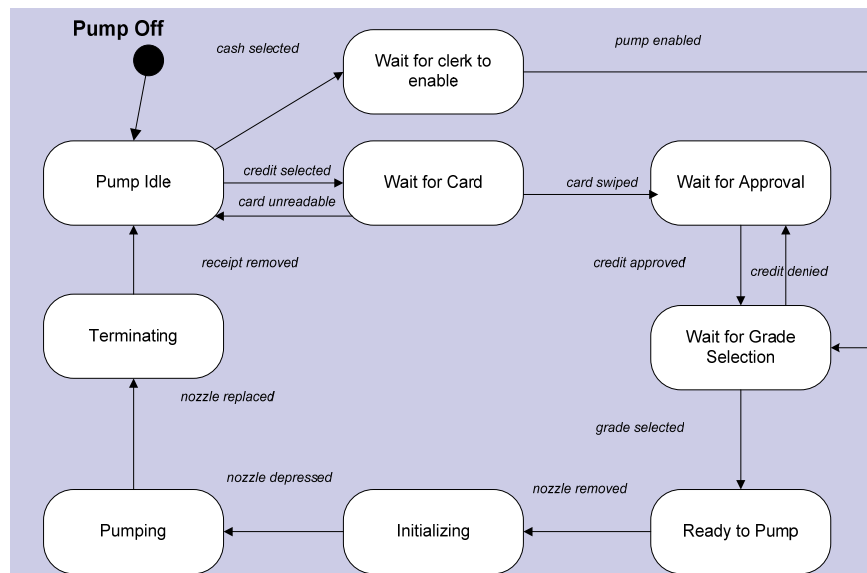 Pump Off
cash selected
Wait for clerk to
enable
pump enabled
Pump Idle
credit selected
card unreadable
Wait for Card
card swiped
Wait for Approval
receipt removed
credit approved
credit denied
Terminating
Wait for Grade
Selection
nozzle replaced
grade selected
nozzle depressed
nozzle removed
Pumping
Initializing
Ready to Pump